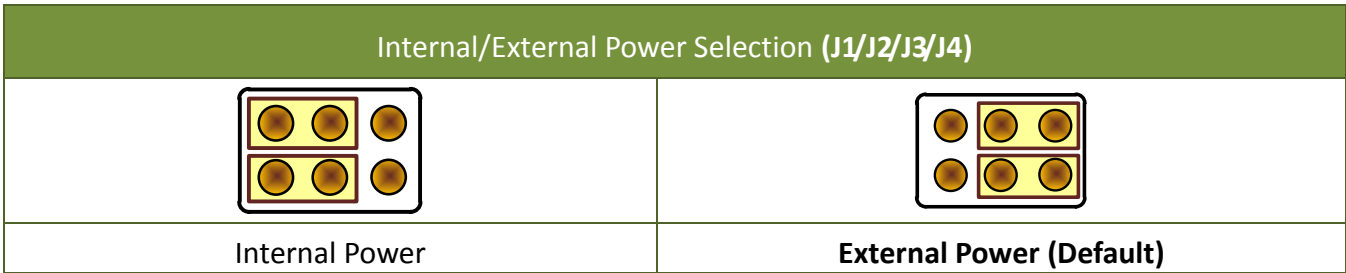 Internal/External Power Selection (J1/J2/J3/J4)
Internal Power
External Power (Default)